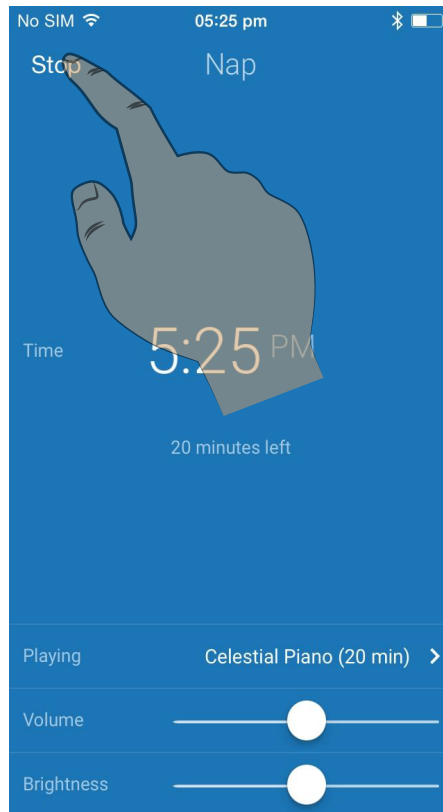 No SIM 05:25 pm
Stop Nap
Time 5:25 PM
20 minutes left
Playing Celestial Piano (20 min)
Volume
Brightness